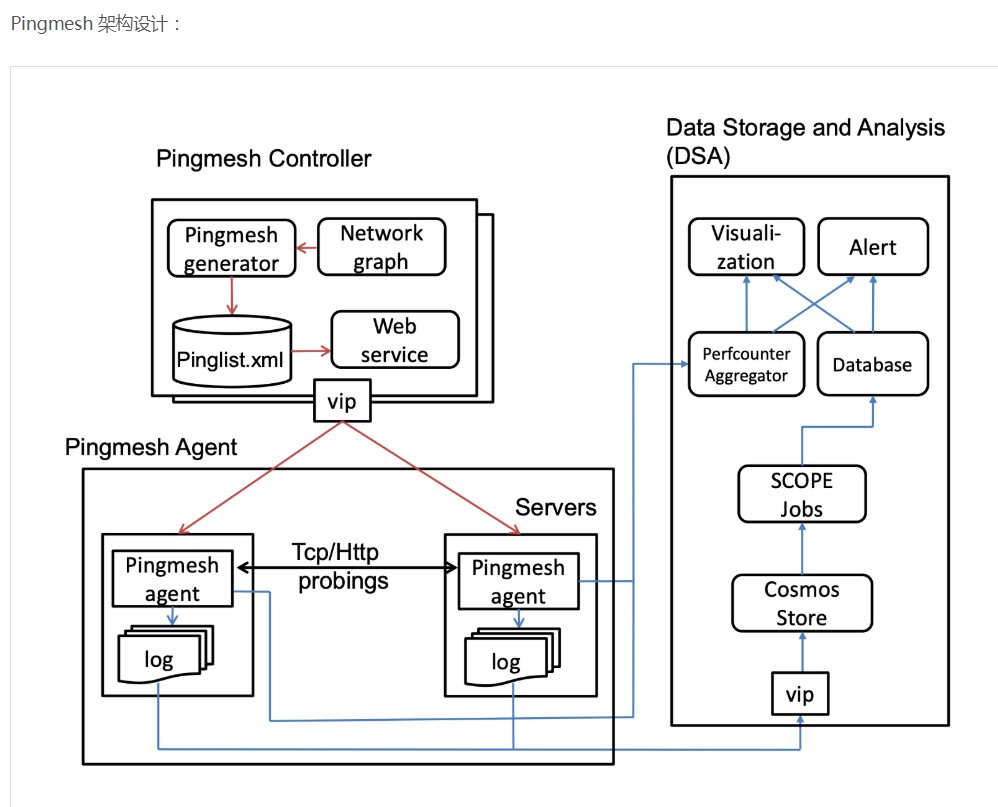 Pingmesh 架构设计：
Data Storage and Analysis
(DSA)
Pingmesh Controller
Pingmesh
generator
Network
graph
Pinglist.xml
Web
service
vip
Visuali-
zation
Alert
Perfcounter
Aggregator
Database
SCOPE
Jobs
Cosmos
Store
vip
Pingmesh Agent
Servers
Pingmesh
agent
log
Tcp/Http
probings
Pingmesh
agent
log